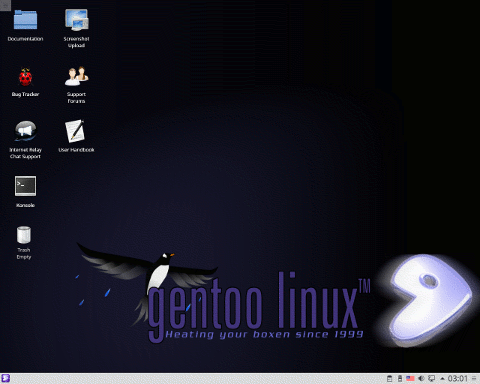 Documentation
Screenshot
Upload
Bug Tracker
Support
Forums
Internet Relay
Chat Support
User Handbook
>_
Konsole
Trash
Empty
gentoo linux™
Heating your boxen since 1999
03:01